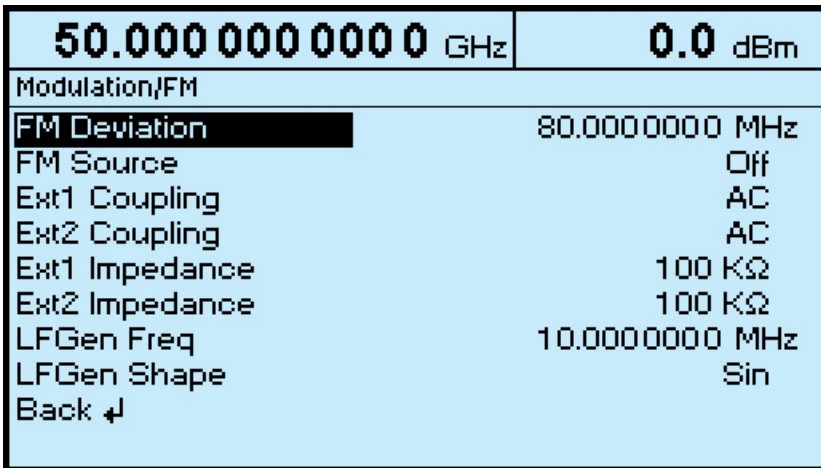 50.000 000 000 0 GHz 0.0 dBm
Modulation/FM
FM Deviation 80.0000000 MHz
FM Source Off
Ext1 Coupling AC
Ext2 Coupling AC
Ext1 Impedance 100 KΩ
Ext2 Impedance 100 KΩ
LFGen Freq 10.0000000 MHz
LFGen Shape Sin
Back ↲